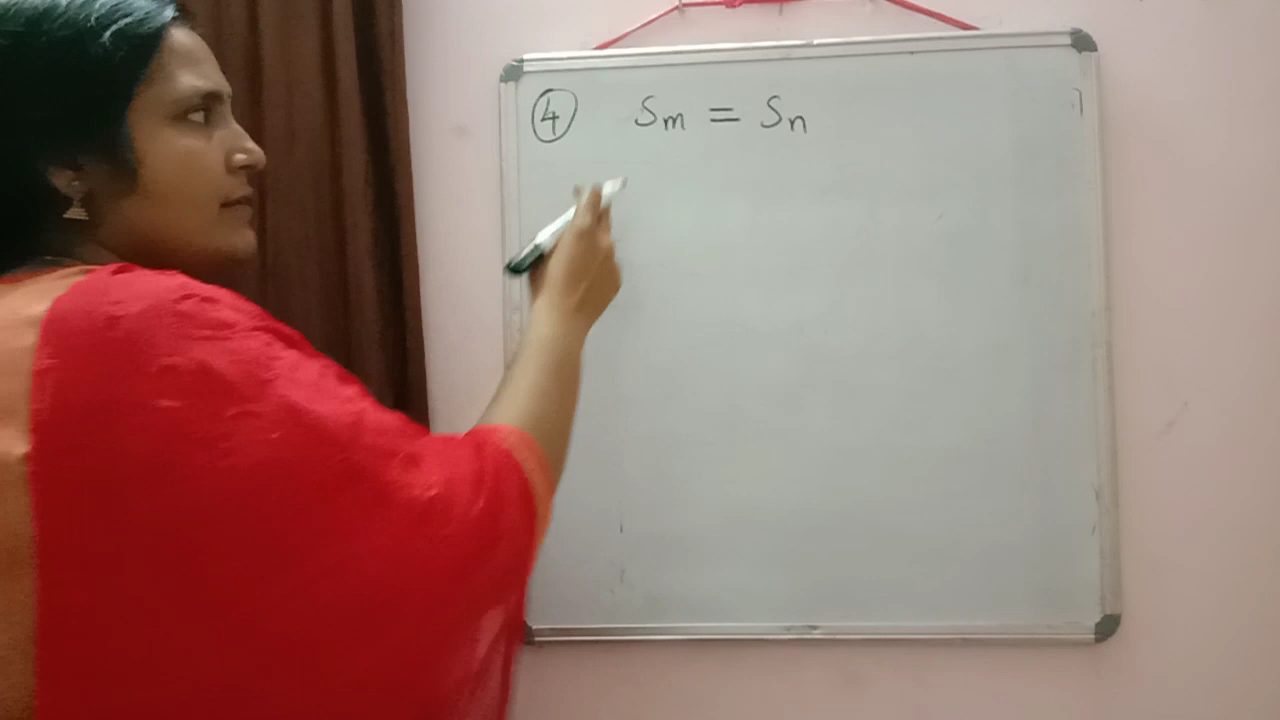 ④ Sm = Sn